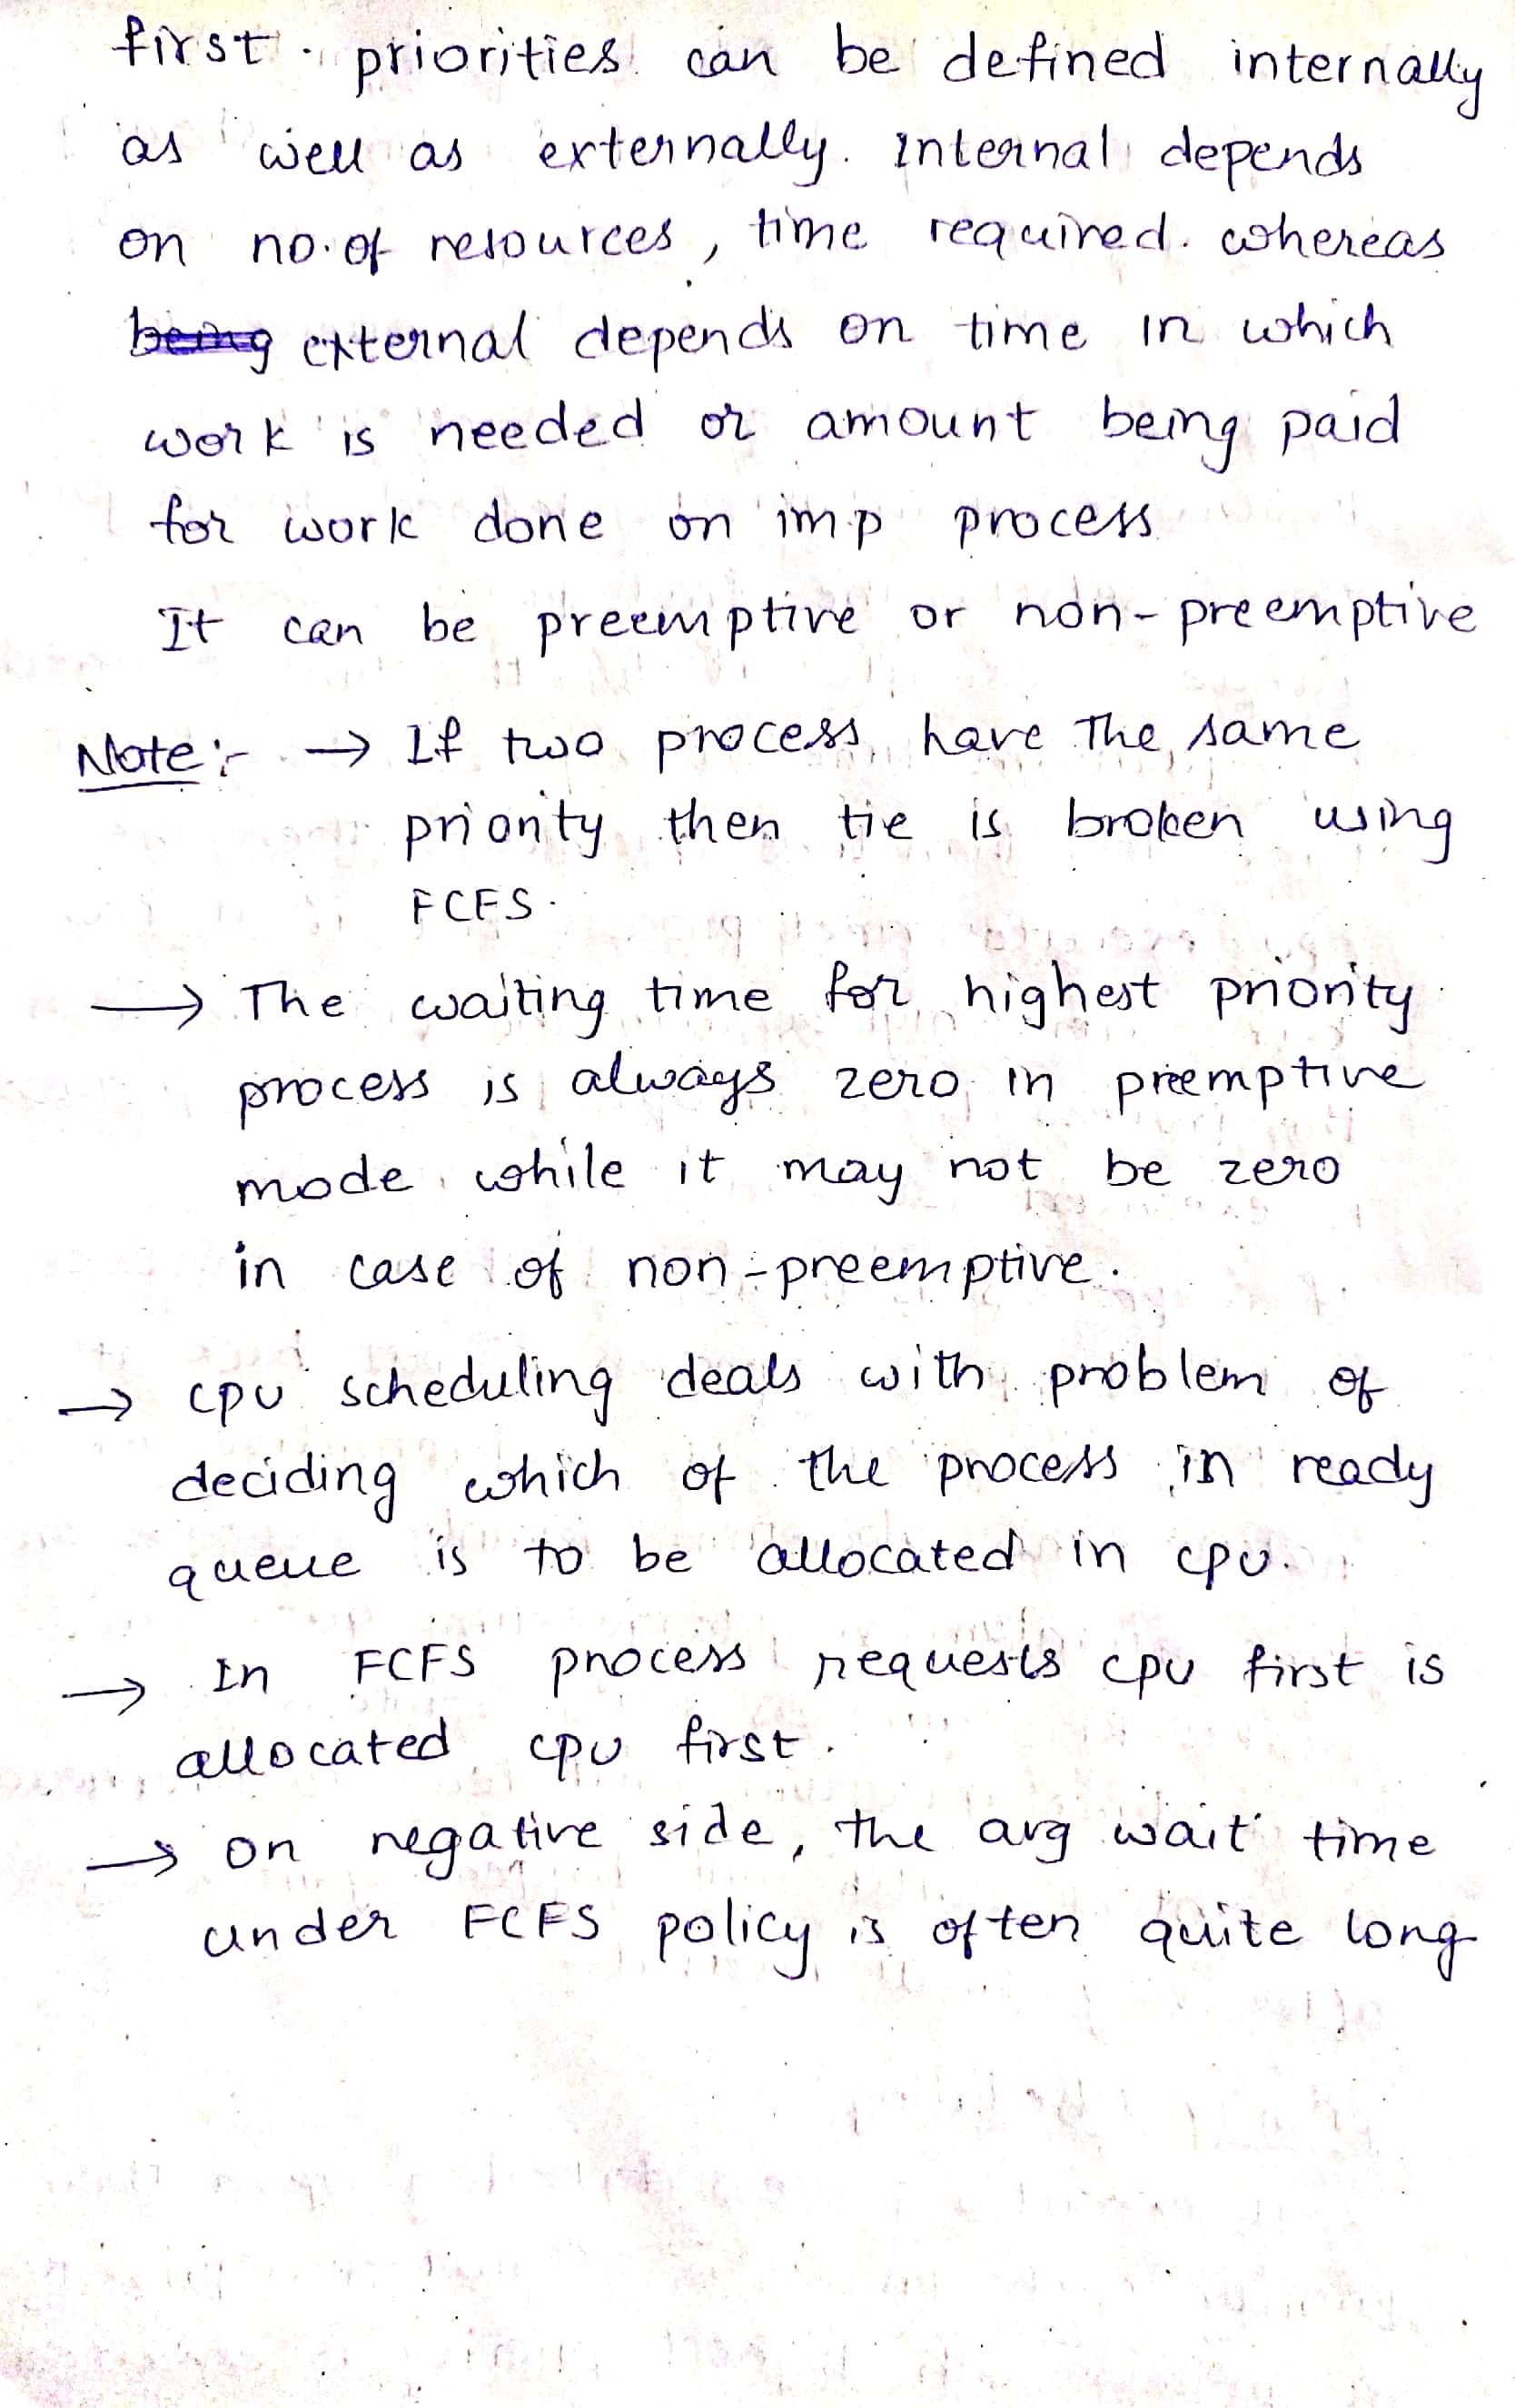 first. priorities can be defined internally
as well as externally. Internal depends
on no. of resources, time required. whereas
being external depends on time in which
work is needed or amount being paid
for work done on imp process
It can be preemptive or non-preemptive
Note:- → If two process have the same
priority then tie is broken using
FCFS.
→ The waiting time for highest priority
process is always zero in preemptive
mode while it may not be zero
in case of non-preemptive.
→ CPU scheduling deals with problem of
deciding which of the process in ready
queue is to be allocated in CPU.
→ In FCFS process requests CPU first is
allocated CPU first.
→ on negative side, the avg wait time
under FCFS policy is often quite long